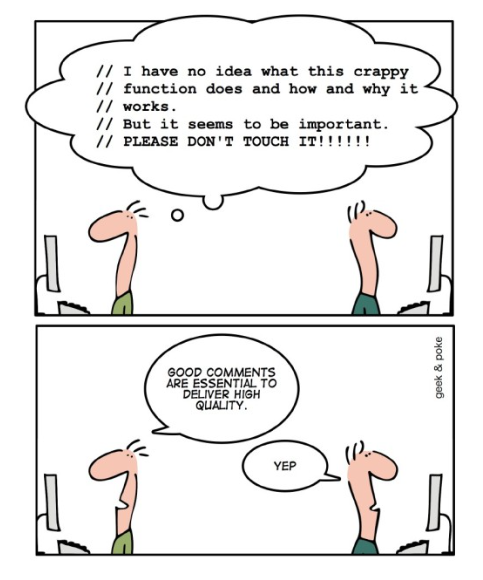 // I have no idea what this crappy
// function does and how and why it
// works.
// But it seems to be important.
// PLEASE DON'T TOUCH IT!!!!!!
GOOD COMMENTS
ARE ESSENTIAL TO
DELIVER HIGH
QUALITY.
YEP
geek & poke